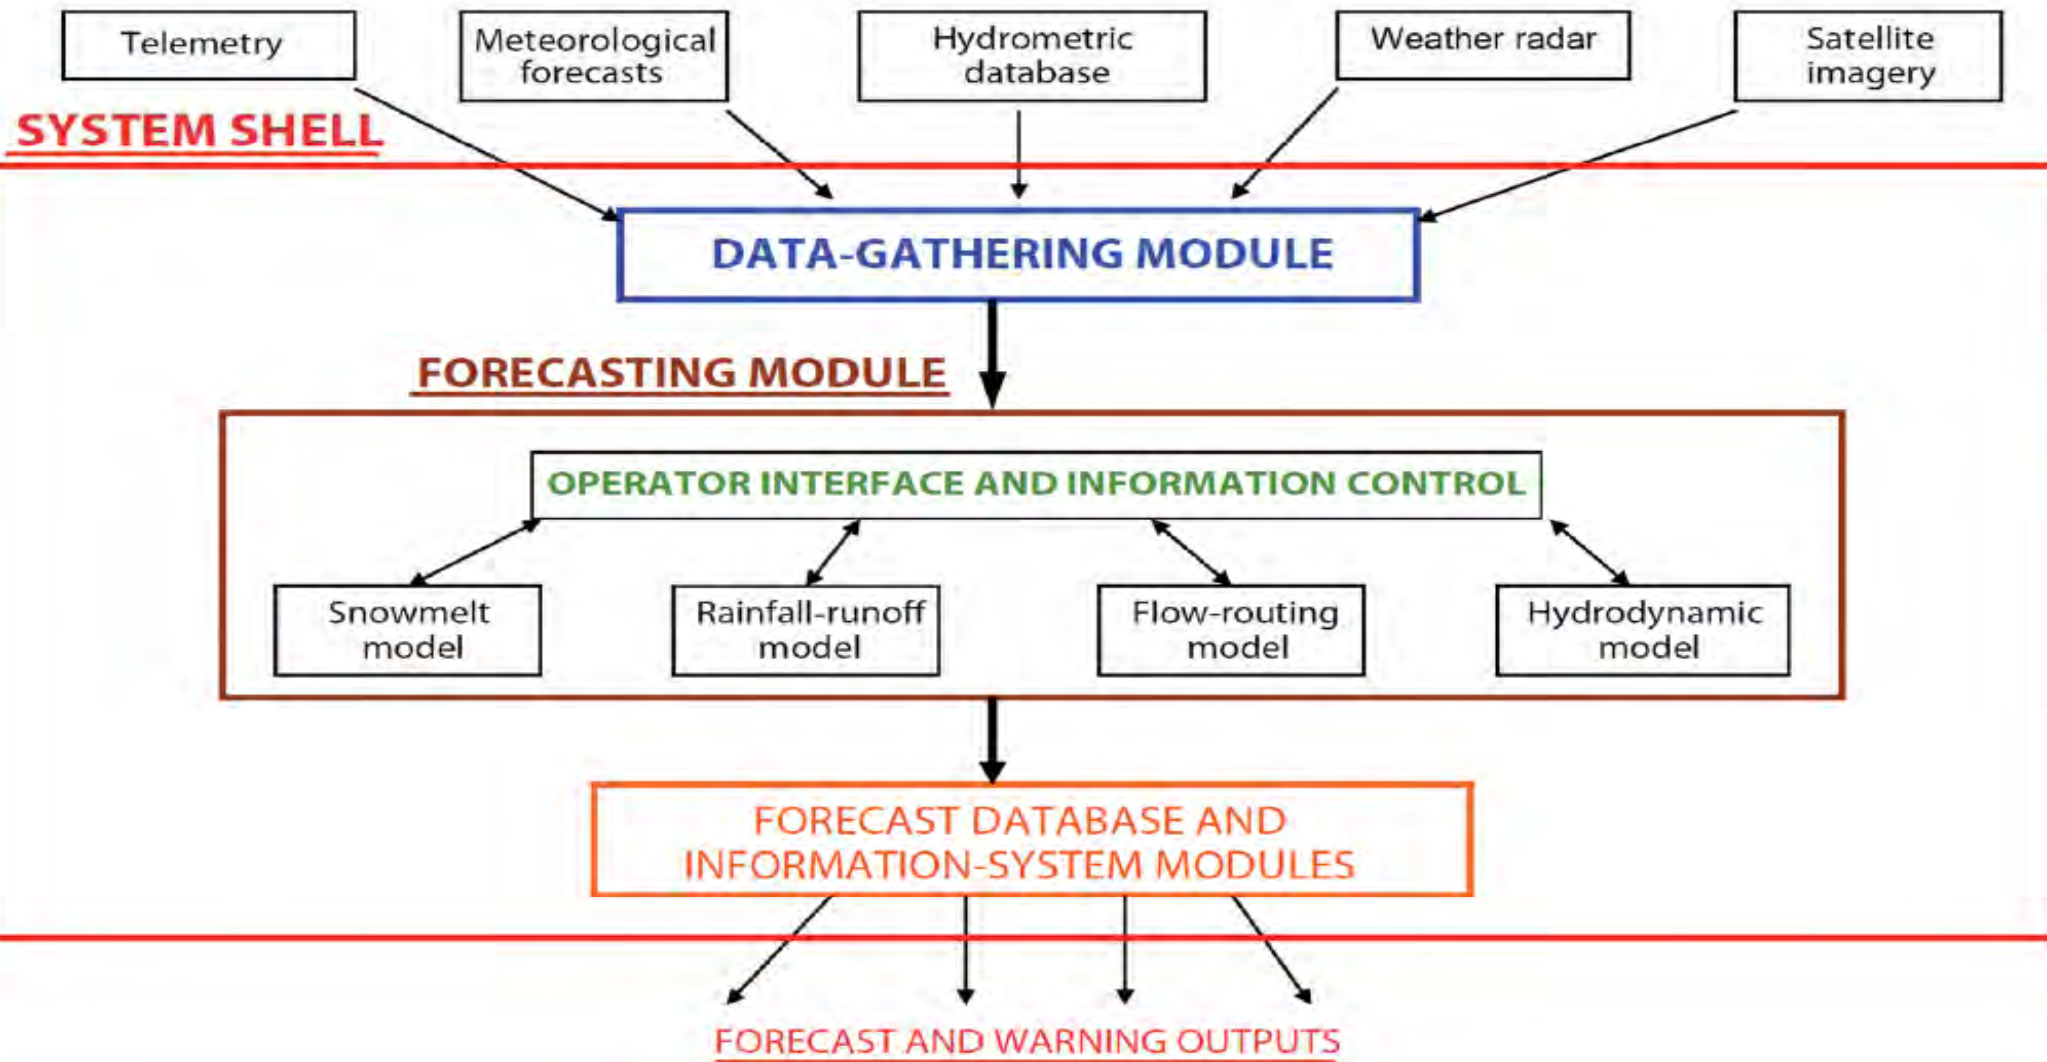 Telemetry
Meteorological
forecasts
Hydrometric
database
Weather radar
Satellite
imagery
SYSTEM SHELL
DATA-GATHERING MODULE
FORECASTING MODULE
OPERATOR INTERFACE AND INFORMATION CONTROL
Snowmelt
model
Rainfall-runoff
model
Flow-routing
model
Hydrodynamic
model
FORECAST DATABASE AND
INFORMATION-SYSTEM MODULES
FORECAST AND WARNING OUTPUTS